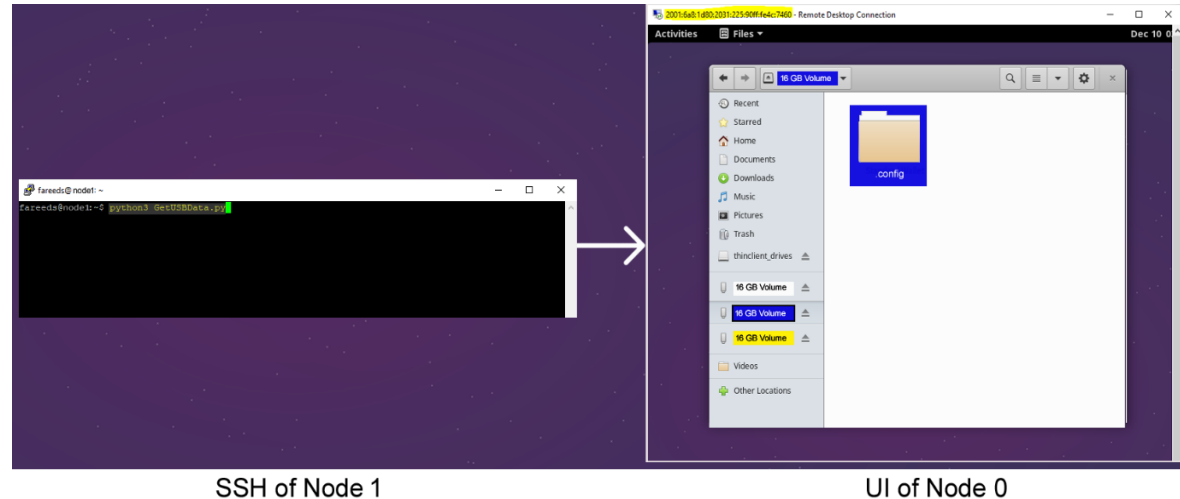 fareeds@node1: ~
fareeds@node1:~$ python3 GetUSBData.py
SSH of Node 1
2001:6a8:1d80:2031:225:90ff:fe4c:7460 - Remote Desktop Connection
Activities Files Dec 10
16 GB Volume
Recent
Starred
Home
Documents
Downloads
Music
Pictures
Trash
thinclient_drives
16 GB Volume
16 GB Volume
16 GB Volume
Videos
Other Locations
.config
UI of Node 0